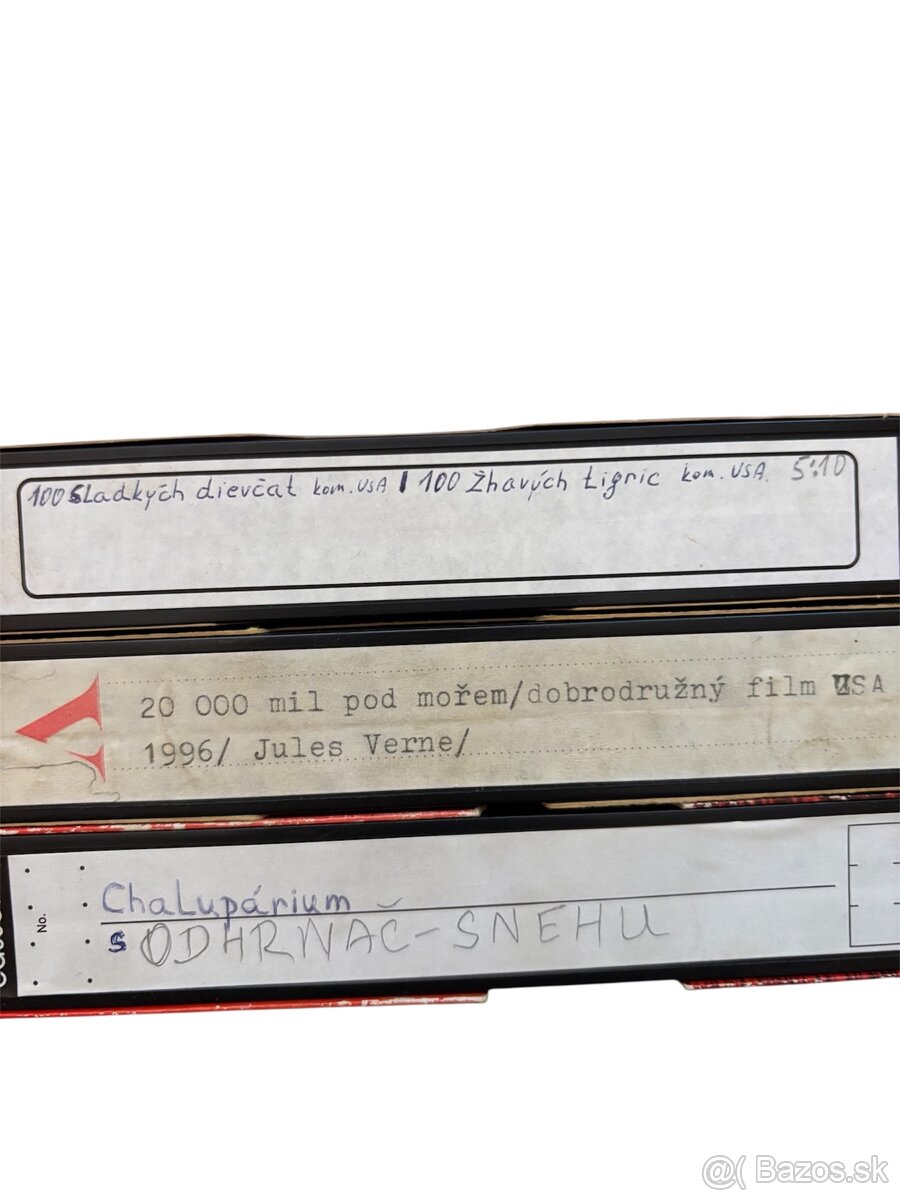 100 Sladkých dievčat kom. USA / 100 Žhavých tigric kom. USA. 5:10
20 000 mil pod mořem/dobrodružný film USA
1996/ Jules Verne/
No.
Chalupárium
s ODHRNAČ-SNEHU
@( Bazos.sk